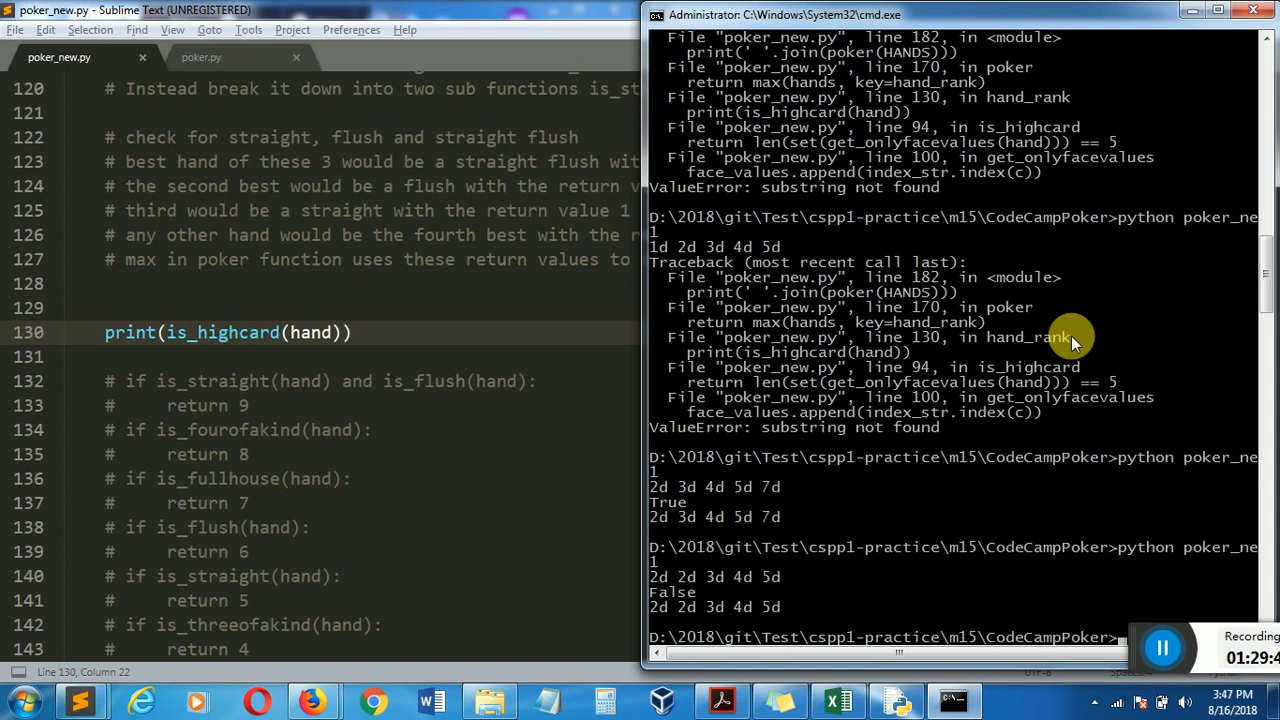 poker_new.py - Sublime Text (UNREGISTERED)
File Edit Selection Find View Goto Tools Project Preferences Help
poker_new.py × poker.py ×
120 # Instead break it down into two sub functions is_st
121
122 # check for straight, flush and straight flush
123 # best hand of these 3 would be a straight flush wit
124 # the second best would be a flush with the return v
125 # third would be a straight with the return value 1
126 # any other hand would be the fourth best with the r
127 # max in poker function uses these return values to
128
129
130 print(is_highcard(hand))
131
132 # if is_straight(hand) and is_flush(hand):
133 #     return 9
134 # if is_fourofakind(hand):
135 #     return 8
136 # if is_fullhouse(hand):
137 #     return 7
138 # if is_flush(hand):
139 #     return 6
140 # if is_straight(hand):
141 #     return 5
142 # if is_threeofakind(hand):
143 #     return 4
Line 130, Column 22
Administrator: C:\Windows\System32\cmd.exe
File "poker_new.py", line 182, in <module>
print(' '.join(poker(HANDS)))
File "poker_new.py", line 170, in poker
return max(hands, key=hand_rank)
File "poker_new.py", line 130, in hand_rank
print(is_highcard(hand))
File "poker_new.py", line 94, in is_highcard
return len(set(get_onlyfacevalues(hand))) == 5
File "poker_new.py", line 100, in get_onlyfacevalues
face_values.append(index_str.index(c))
ValueError: substring not found
D:\2018\git\Test\cspp1-practice\m15\CodeCampPoker>python poker_ne
1
1d 2d 3d 4d 5d
Traceback (most recent call last):
File "poker_new.py", line 182, in <module>
print(' '.join(poker(HANDS)))
File "poker_new.py", line 170, in poker
return max(hands, key=hand_rank)
File "poker_new.py", line 130, in hand_rank
print(is_highcard(hand))
File "poker_new.py", line 94, in is_highcard
return len(set(get_onlyfacevalues(hand))) == 5
File "poker_new.py", line 100, in get_onlyfacevalues
face_values.append(index_str.index(c))
ValueError: substring not found
D:\2018\git\Test\cspp1-practice\m15\CodeCampPoker>python poker_ne
1
2d 3d 4d 5d 7d
True
2d 3d 4d 5d 7d
D:\2018\git\Test\cspp1-practice\m15\CodeCampPoker>python poker_ne
1
2d 2d 3d 4d 5d
False
2d 2d 3d 4d 5d
D:\2018\git\Test\cspp1-practice\m15\CodeCampPoker>
Recording
01:29:4
3:47 PM
8/16/2018